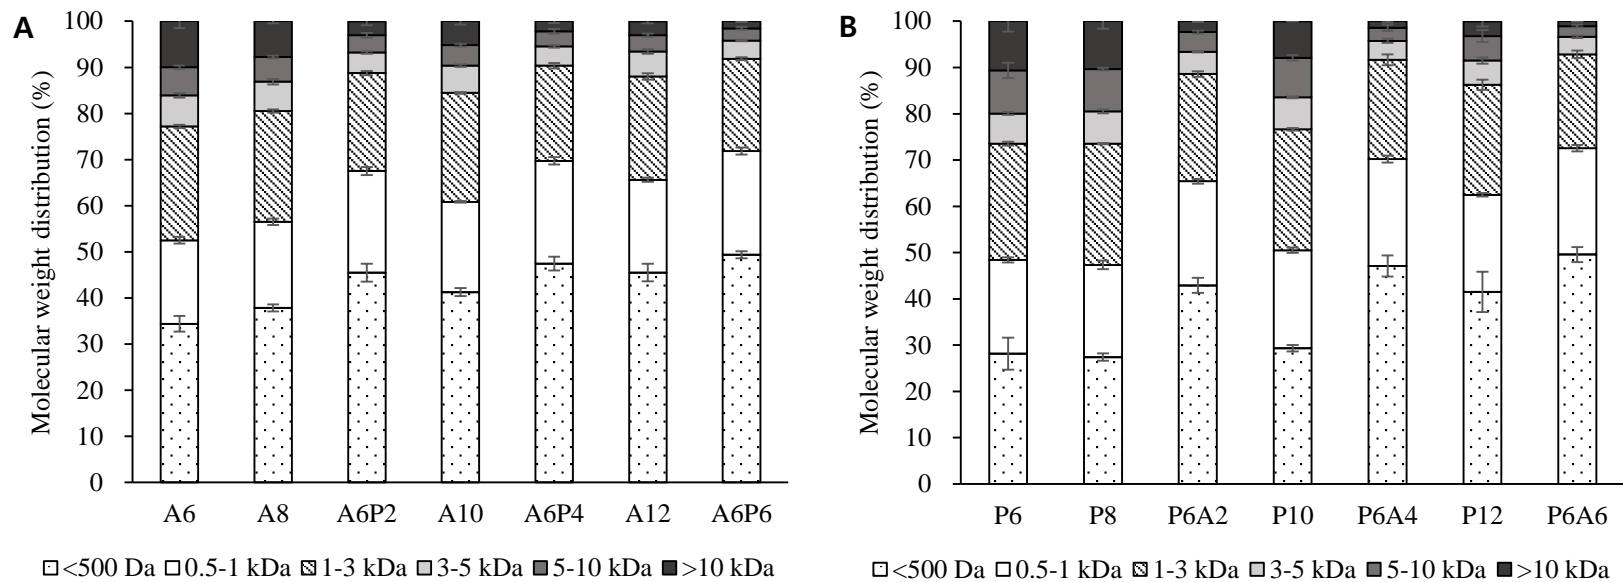 A
Molecular weight distribution (%)
100
90
80
70
60
50
40
30
20
10
0
A6 A8 A6P2 A10 A6P4 A12 A6P6
<500 Da 0.5-1 kDa 1-3 kDa 3-5 kDa 5-10 kDa >10 kDa
B
Molecular weight distribution (%)
100
90
80
70
60
50
40
30
20
10
0
P6 P8 P6A2 P10 P6A4 P12 P6A6
<500 Da 0.5-1 kDa 1-3 kDa 3-5 kDa 5-10 kDa >10 kDa